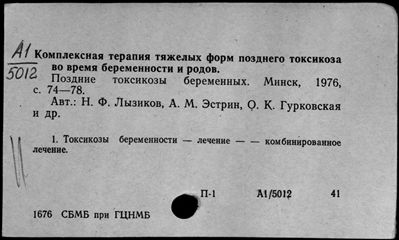 А1
5012
Комплексная терапия тяжелых форм позднего токсикоза
во время беременности и родов.
Поздние токсикозы беременных. Минск, 1976,
с. 74—78.
Авт.: Н. Ф. Лызиков, А. М. Эстрин, О. К. Гурковская
и др.
1. Токсикозы беременности — лечение — — комбинированное
лечение.
П-1 А1/5012 41
1676 СБМБ при ГЦНМБ